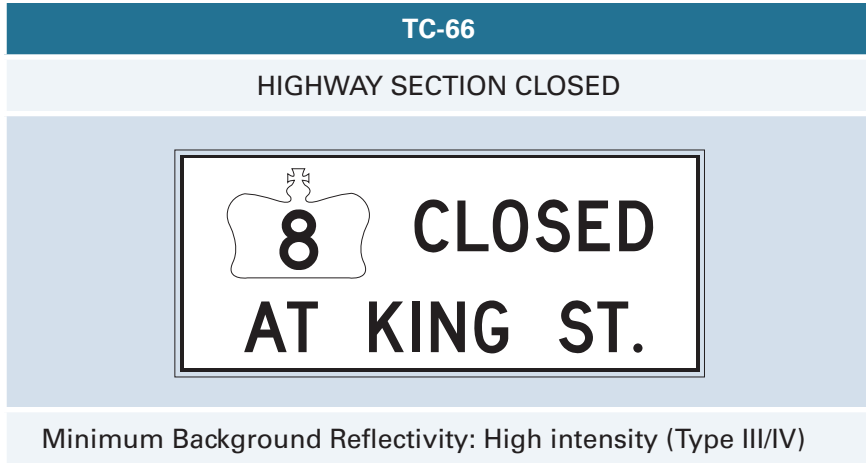 TC-66
HIGHWAY SECTION CLOSED
8 CLOSED
AT KING ST.
Minimum Background Reflectivity: High intensity (Type III/IV)